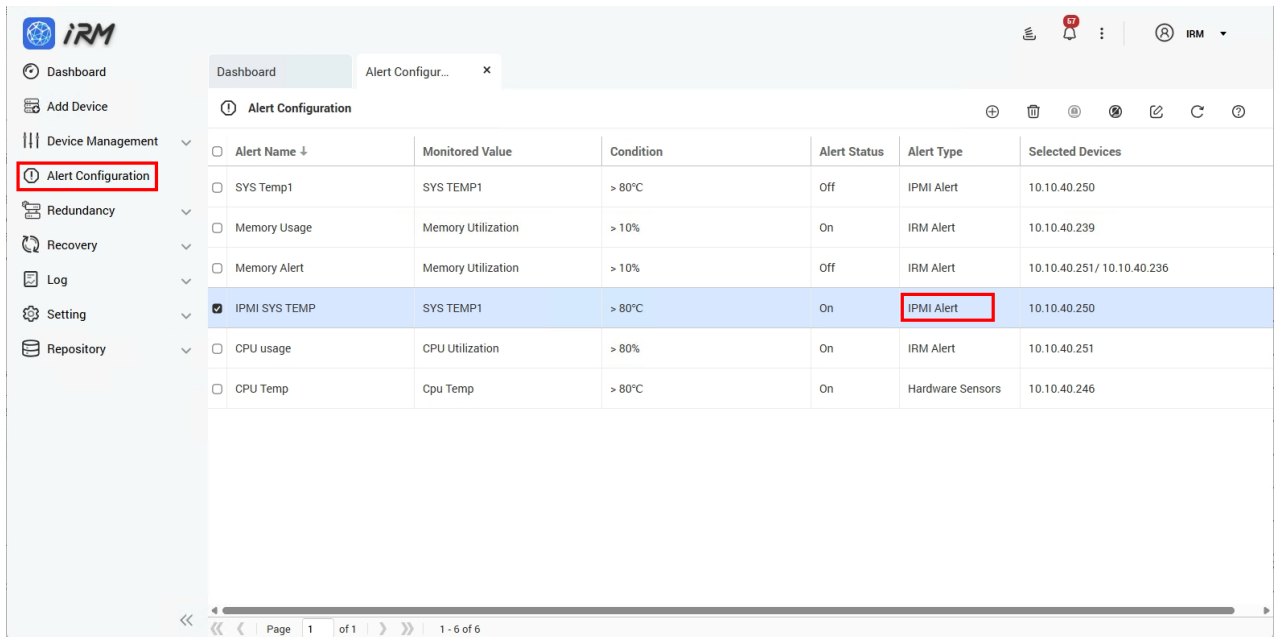 iRM
57
IRM
Dashboard
Add Device
Device Management
Alert Configuration
Redundancy
Recovery
Log
Setting
Repository
Dashboard
Alert Configur...
Alert Configuration
Alert Name ↓ Monitored Value Condition Alert Status Alert Type Selected Devices
SYS Temp1 SYS TEMP1 > 80°C Off IPMI Alert 10.10.40.250
Memory Usage Memory Utilization > 10% On IRM Alert 10.10.40.239
Memory Alert Memory Utilization > 10% Off IRM Alert 10.10.40.251/ 10.10.40.236
IPMI SYS TEMP SYS TEMP1 > 80°C On IPMI Alert 10.10.40.250
CPU usage CPU Utilization > 80% On IRM Alert 10.10.40.251
CPU Temp Cpu Temp > 80°C On Hardware Sensors 10.10.40.246
Page 1 of 1 1 - 6 of 6